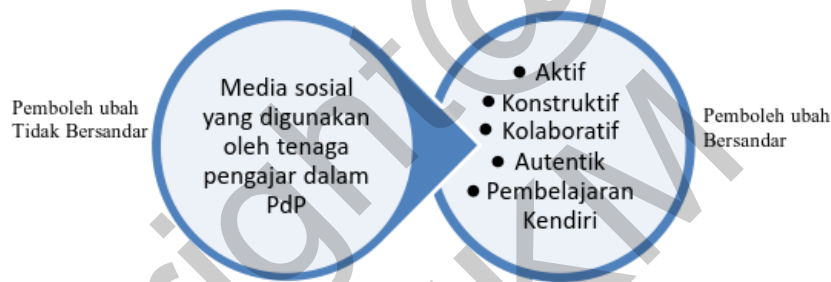 Pemboleh ubah
Tidak Bersandar
Media sosial
yang digunakan
oleh tenaga
pengajar dalam
PdP
● Aktif
● Konstruktif
● Kolaboratif
● Autentik
● Pembelajaran
Kendiri
Pemboleh ubah
Bersandar